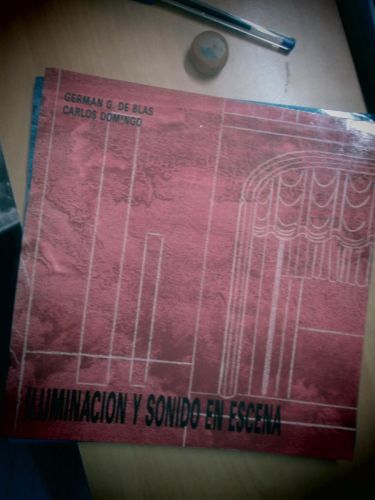 GERMAN G. DE BLAS
CARLOS DOMINGO
ILUMINACION Y SONIDO EN ESCENA